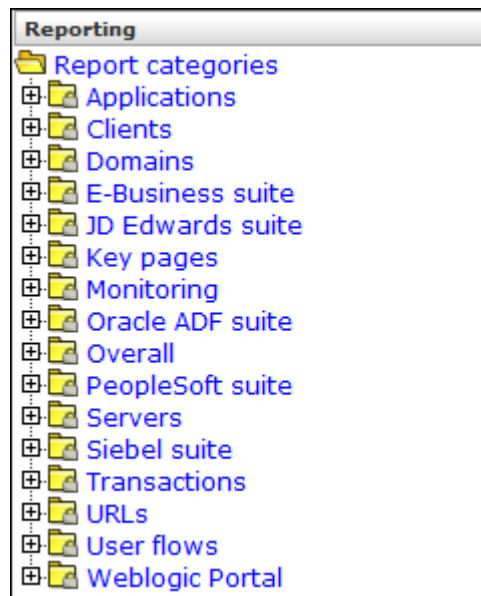 Reporting
Report categories
Applications
Clients
Domains
E-Business suite
JD Edwards suite
Key pages
Monitoring
Oracle ADF suite
Overall
PeopleSoft suite
Servers
Siebel suite
Transactions
URLs
User flows
Weblogic Portal